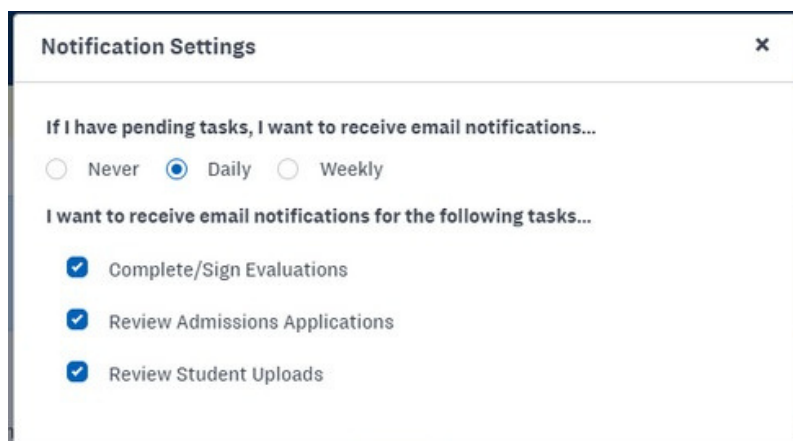 Notification Settings
If I have pending tasks, I want to receive email notifications...
Never Daily Weekly
I want to receive email notifications for the following tasks...
Complete/Sign Evaluations
Review Admissions Applications
Review Student Uploads